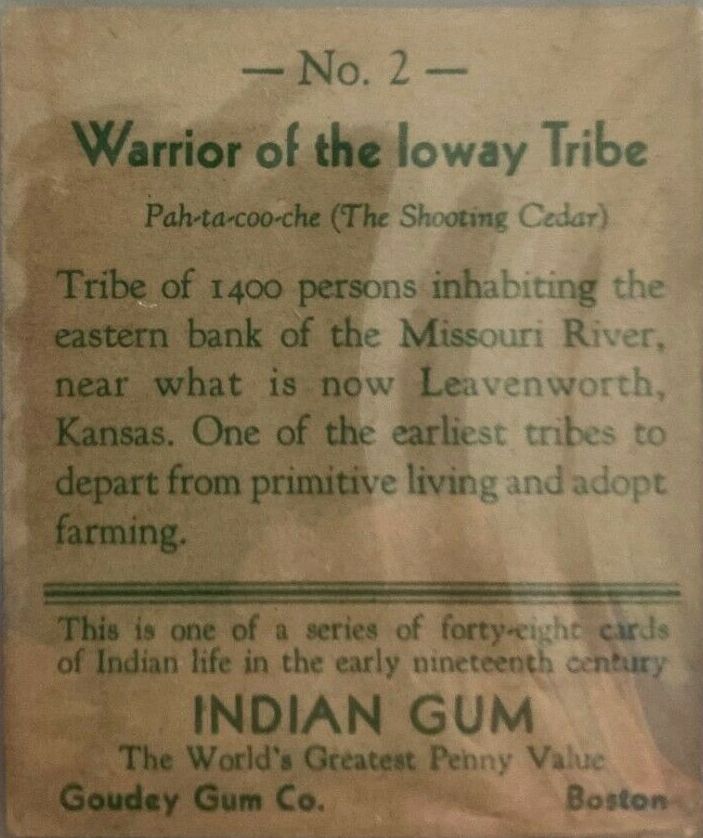 — No. 2 —
Warrior of the Ioway Tribe
Pah-ta-coo-che (The Shooting Cedar)
Tribe of 1400 persons inhabiting the
eastern bank of the Missouri River,
near what is now Leavenworth,
Kansas. One of the earliest tribes to
depart from primitive living and adopt
farming.
This is one of a series of forty-eight cards
of Indian life in the early nineteenth century
INDIAN GUM
The World's Greatest Penny Value
Goudey Gum Co. Boston